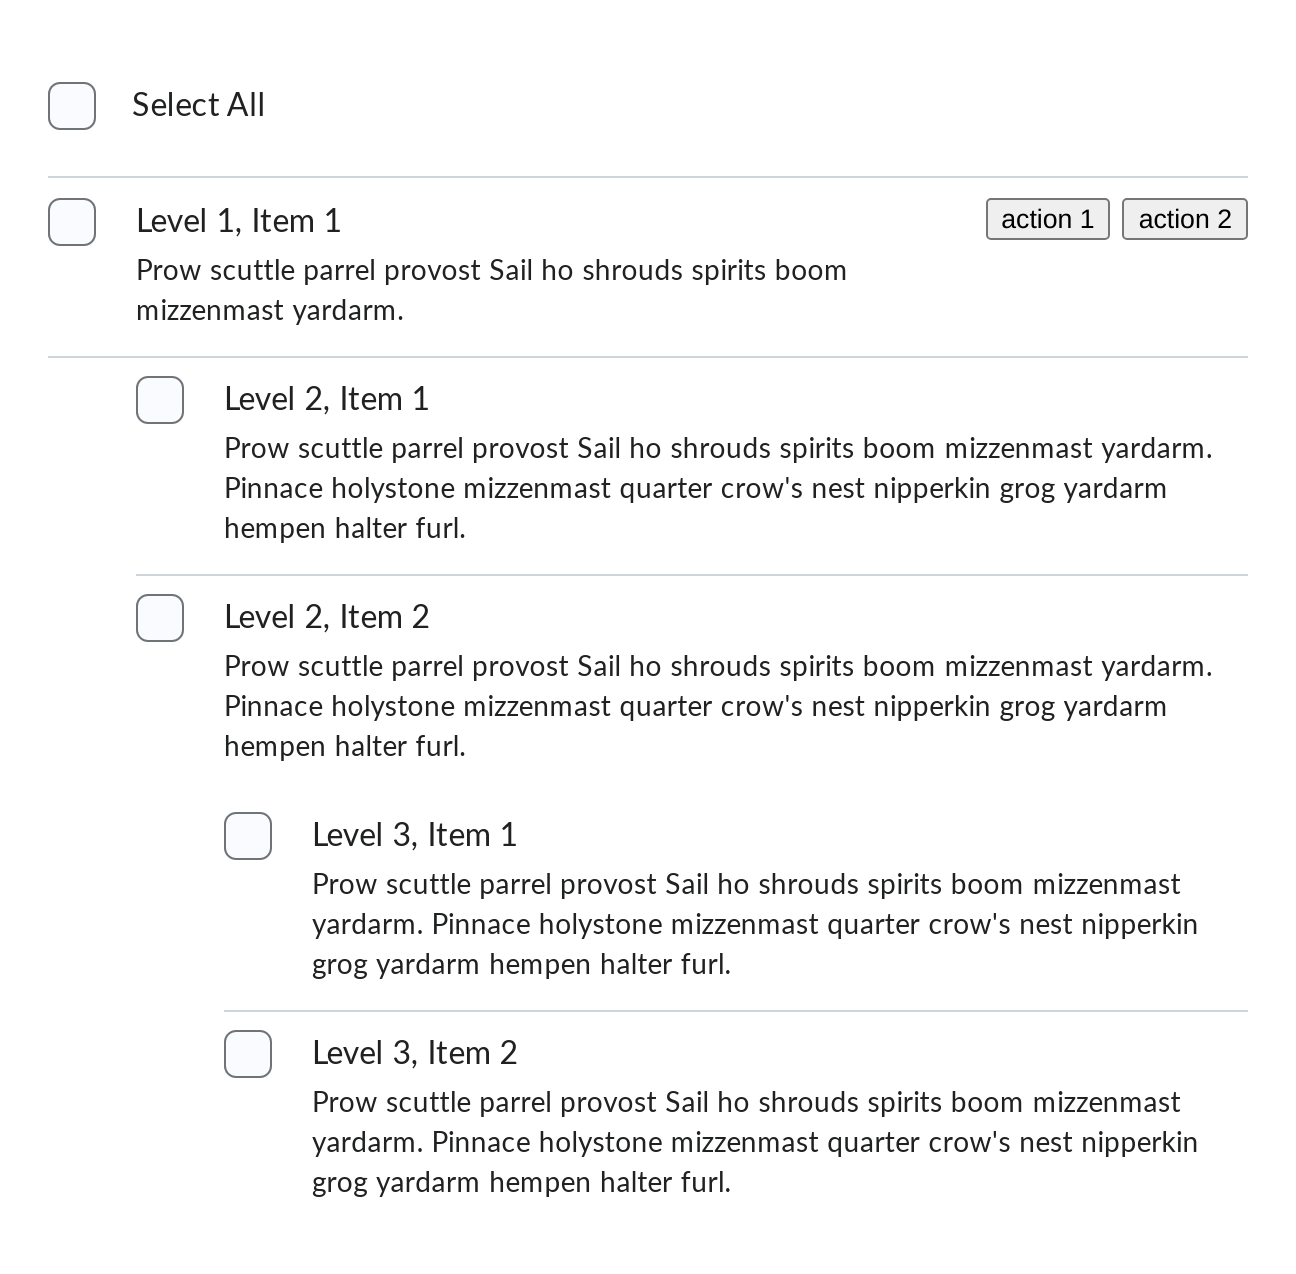 Select All
Level 1, Item 1
action 1
action 2
Prow scuttle parrel provost Sail ho shrouds spirits boom
mizzenmast yardarm.
Level 2, Item 1
Prow scuttle parrel provost Sail ho shrouds spirits boom mizzenmast yardarm.
Pinnace holystone mizzenmast quarter crow's nest nipperkin grog yardarm
hempen halter furl.
Level 2, Item 2
Prow scuttle parrel provost Sail ho shrouds spirits boom mizzenmast yardarm.
Pinnace holystone mizzenmast quarter crow's nest nipperkin grog yardarm
hempen halter furl.
Level 3, Item 1
Prow scuttle parrel provost Sail ho shrouds spirits boom mizzenmast
yardarm. Pinnace holystone mizzenmast quarter crow's nest nipperkin
grog yardarm hempen halter furl.
Level 3, Item 2
Prow scuttle parrel provost Sail ho shrouds spirits boom mizzenmast
yardarm. Pinnace holystone mizzenmast quarter crow's nest nipperkin
grog yardarm hempen halter furl.